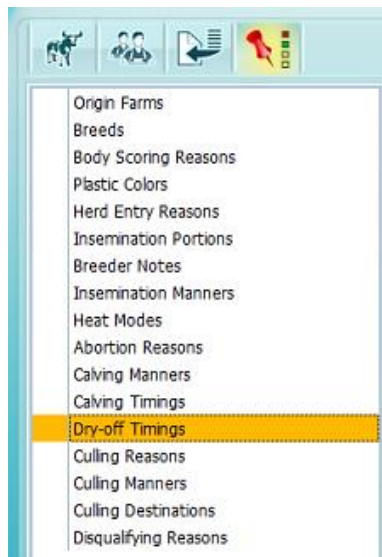 Origin Farms
Breeds
Body Scoring Reasons
Plastic Colors
Herd Entry Reasons
Insemination Portions
Breeder Notes
Insemination Manners
Heat Modes
Abortion Reasons
Calving Manners
Calving Timings
Dry-off Timings
Culling Reasons
Culling Manners
Culling Destinations
Disqualifying Reasons